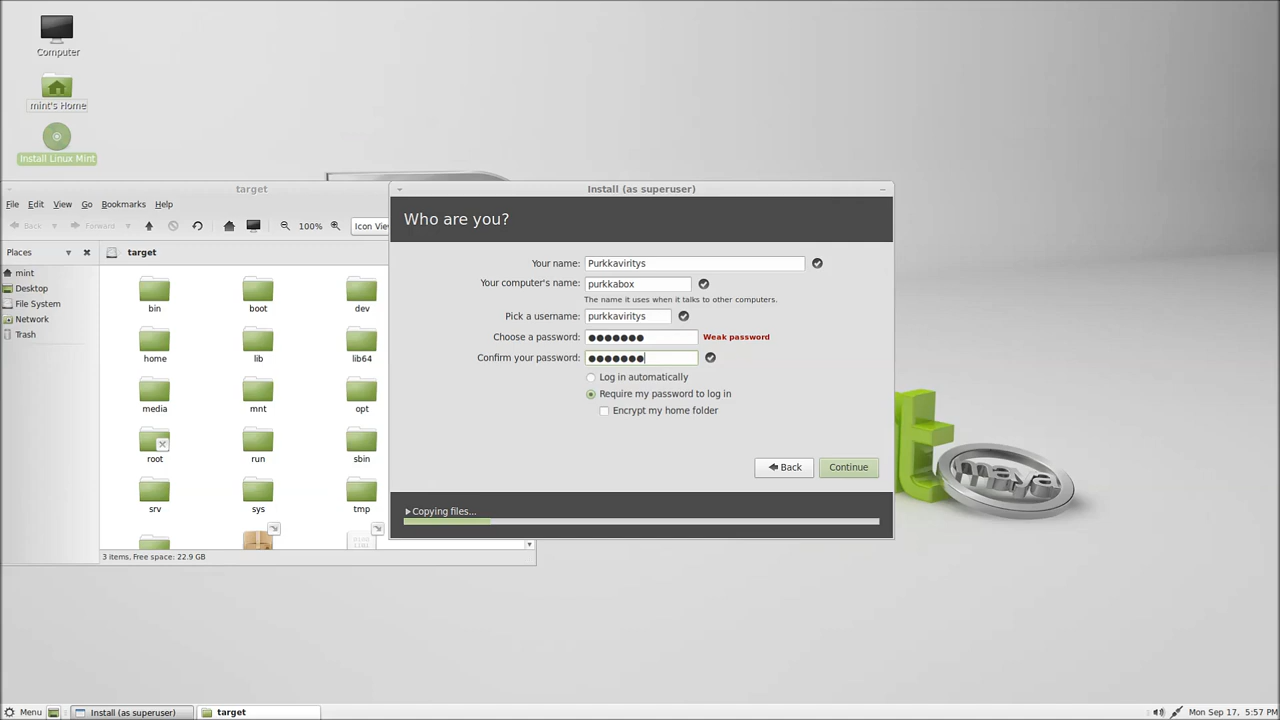 Computer
mint's Home
Install Linux Mint
target
File Edit View Go Bookmarks Help
Back Forward 100% Icon View
Places
target
mint
Desktop
File System
Network
Trash
bin boot dev
home lib lib64
media mnt opt
root run sbin
srv sys tmp
3 items, Free space: 22.9 GB
Install (as superuser)
Who are you?
Your name: Purkkaviritys
Your computer's name: purkkabox
The name it uses when it talks to other computers.
Pick a username: purkkaviritys
Choose a password: ●●●●●●● Weak password
Confirm your password: ●●●●●●●
Log in automatically
Require my password to log in
Encrypt my home folder
Back Continue
Copying files...
t
maya
Menu Install (as superuser) target Mon Sep 17, 5:57 PM